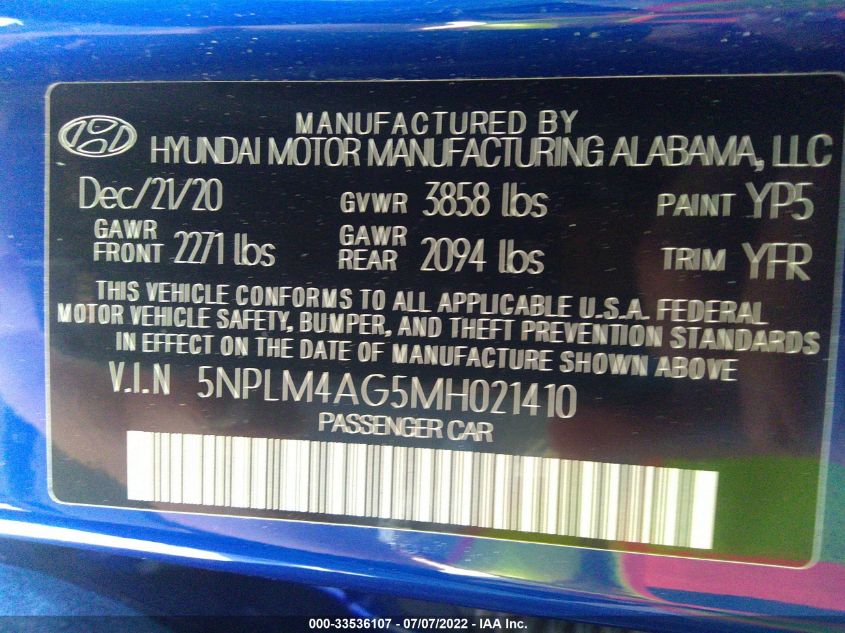 MANUFACTURED BY
HYUNDAI MOTOR MANUFACTURING ALABAMA, LLC
Dec/21/20 GVWR 3858 lbs PAINT YP5
GAWR FRONT 2271 lbs GAWR REAR 2094 lbs TRIM YFR
THIS VEHICLE CONFORMS TO ALL APPLICABLE U.S.A. FEDERAL
MOTOR VEHICLE SAFETY, BUMPER, AND THEFT PREVENTION STANDARDS
IN EFFECT ON THE DATE OF MANUFACTURE SHOWN ABOVE
V.I.N 5NPLM4AG5MH021410
PASSENGER CAR
000-33536107 - 07/07/2022 - IAA Inc.